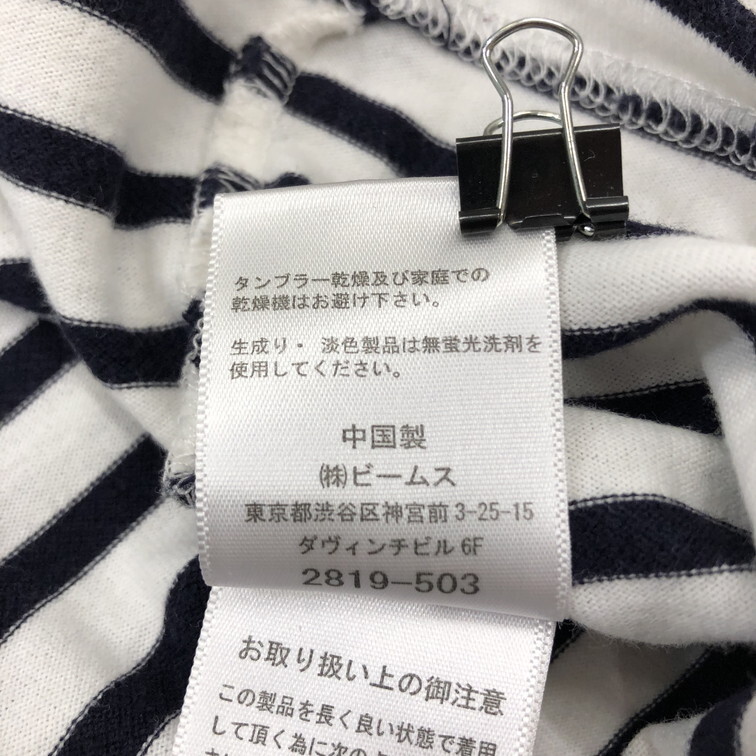 タンブラー乾燥及び家庭での
乾燥機はお避け下さい。
生成り・ 淡色製品は無蛍光洗剤を
使用してください。
中国製
㈱ビームス
東京都渋谷区神宮前3-25-15
ダヴィンチビル6F
2819-503
お取り扱い上の御注意
この製品を長く良い状態で着用
して頂く為に次の